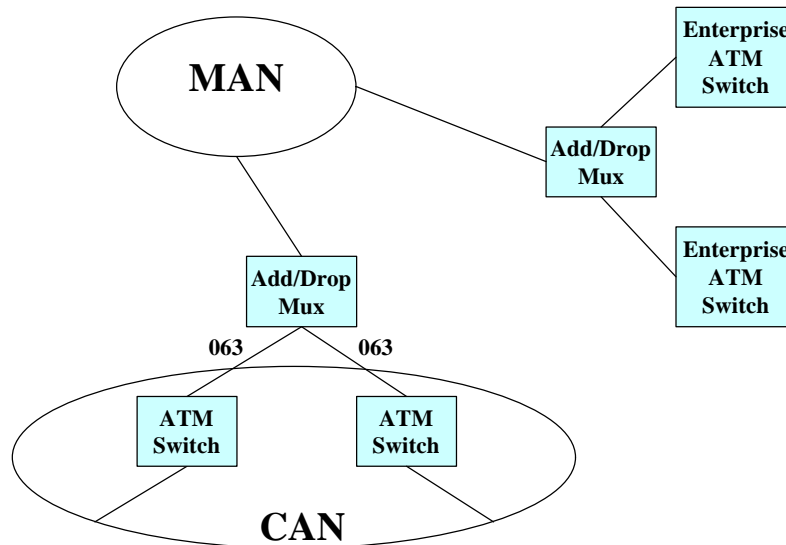 Enterprise
ATM
Switch
MAN
Add/Drop
Mux
Enterprise
ATM
Switch
Add/Drop
Mux
063
063
ATM
Switch
ATM
Switch
CAN